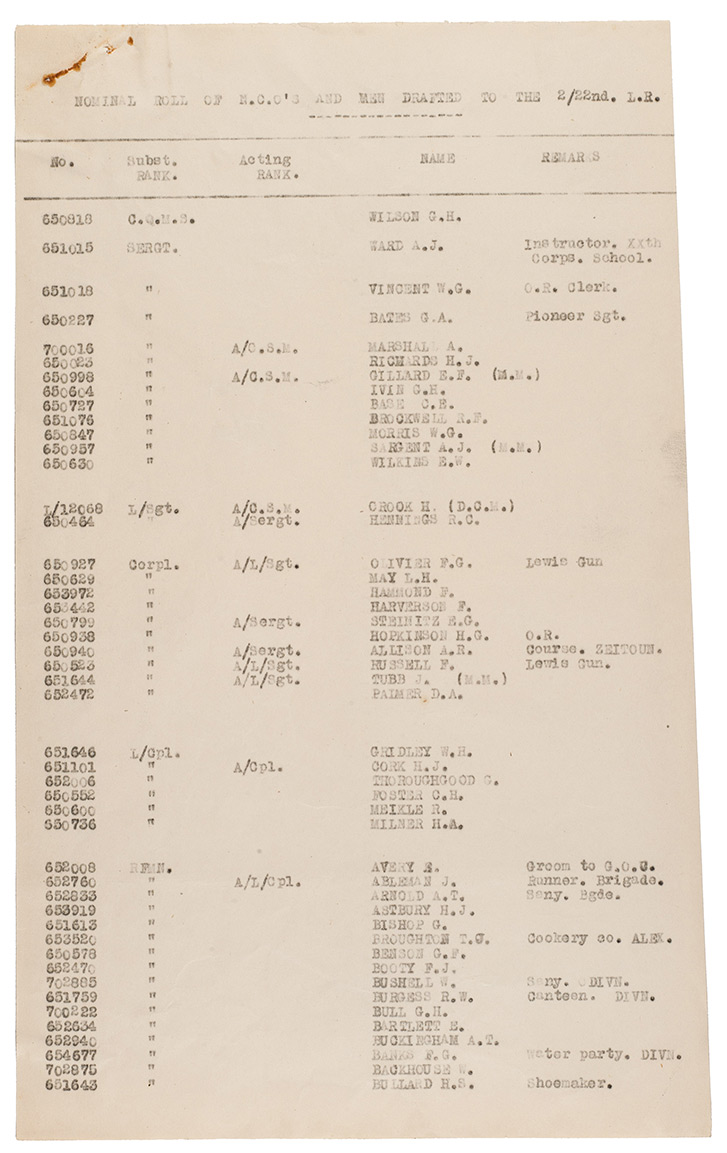 NOMINAL ROLL OF N.C.O'S AND MEN DRAFTED TO THE 2/22nd. L.R.
No. Subst. Acting NAME REMARKS
RANK. RANK.
650818 C.Q.M.S. WILSON G.H.
651015 SERGT. WARD A.J. Instructor. XXth
Corps. School.
651018 " VINCENT W.G. O.R. Clerk.
650227 " BATES G.A. Pioneer Sgt.
700016 " A/C.S.M. MARSHALL A.
650023 " RICHARDS H.J.
650998 " A/C.S.M. GILLARD E.F. (M.M.)
650604 " IVIN G.H.
650727 " BASE C.E.
651076 " BROCKWELL R.F.
650847 " MORRIS W.G.
650957 " SARGENT A.J. (M.M.)
650630 " WILKINS E.W.
L/12068 L/Sgt. A/C.S.M. CROOK H. (D.C.M.)
650464 " A/Sergt. HENNINGS R.C.
650927 Corpl. A/L/Sgt. OLIVIER F.G. Lewis Gun
650629 " MAY L.H.
653972 " HAMMOND F.
653442 " HARVERSON F.
650799 " A/Sergt. STEINITZ E.G.
650938 " HOPKINSON H.G. O.R.
650940 " A/Sergt. ALLISON A.R. Course. ZEITOUN.
650523 " A/L/Sgt. RUSSELL F. Lewis Gun.
651644 " A/L/Sgt. TUBB J. (M.M.)
652472 " PALMER D.A.
651646 L/Cpl. GRIDLEY W.H.
651101 " A/Cpl. CORK H.J.
652006 " THOROUGHGOOD G.
650552 " FOSTER C.H.
650600 " MEIKLE R.
650736 " MILNER H.A.
652008 RFMN. AVERY E. Groom to G.O.C.
652760 " A/L/Cpl. ABLEMAN J. Runner. Brigade.
652833 " ARNOLD A.T. Sany. Bgde.
653919 " ASTBURY H.J.
651613 " BISHOP G.
653520 " BROUGHTON T.J. Cookery co. ALEX.
650578 " BENSON G.F.
652470 " BOOTY F.J.
702885 " BUSHELL W. Sany. DIVN.
651759 " BURGESS R.W. Canteen. DIVN.
700222 " BULL G.H.
652634 " BARTLETT E.
652940 " BUCKINGHAM A.T.
654677 " BANKS F.G. Water party. DIVN.
702875 " BACKHOUSE W.
651643 " BULLARD H.S. Shoemaker.